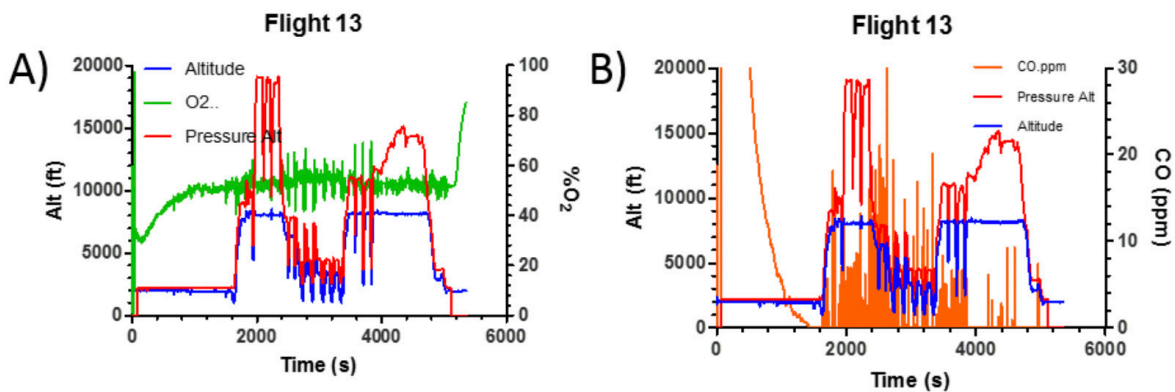 A)
Flight 13
Alt (ft)
20000
15000
10000
5000
0
Altitude
O2..
Pressure Alt
100
80
60
40
20
0
%O2
0
2000
4000
6000
Time (s)
B)
Flight 13
Alt (ft)
20000
15000
10000
5000
0
CO.ppm
Pressure Alt
Altitude
30
20
10
0
CO (ppm)
0
2000
4000
6000
Time (s)